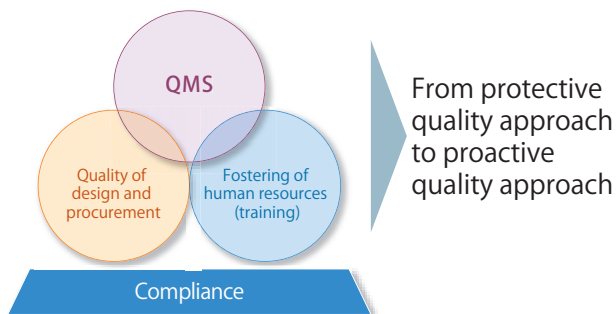 QMS
Quality of
design and
procurement
Fostering of
human resources
(training)
Compliance
From protective
quality approach
to proactive
quality approach